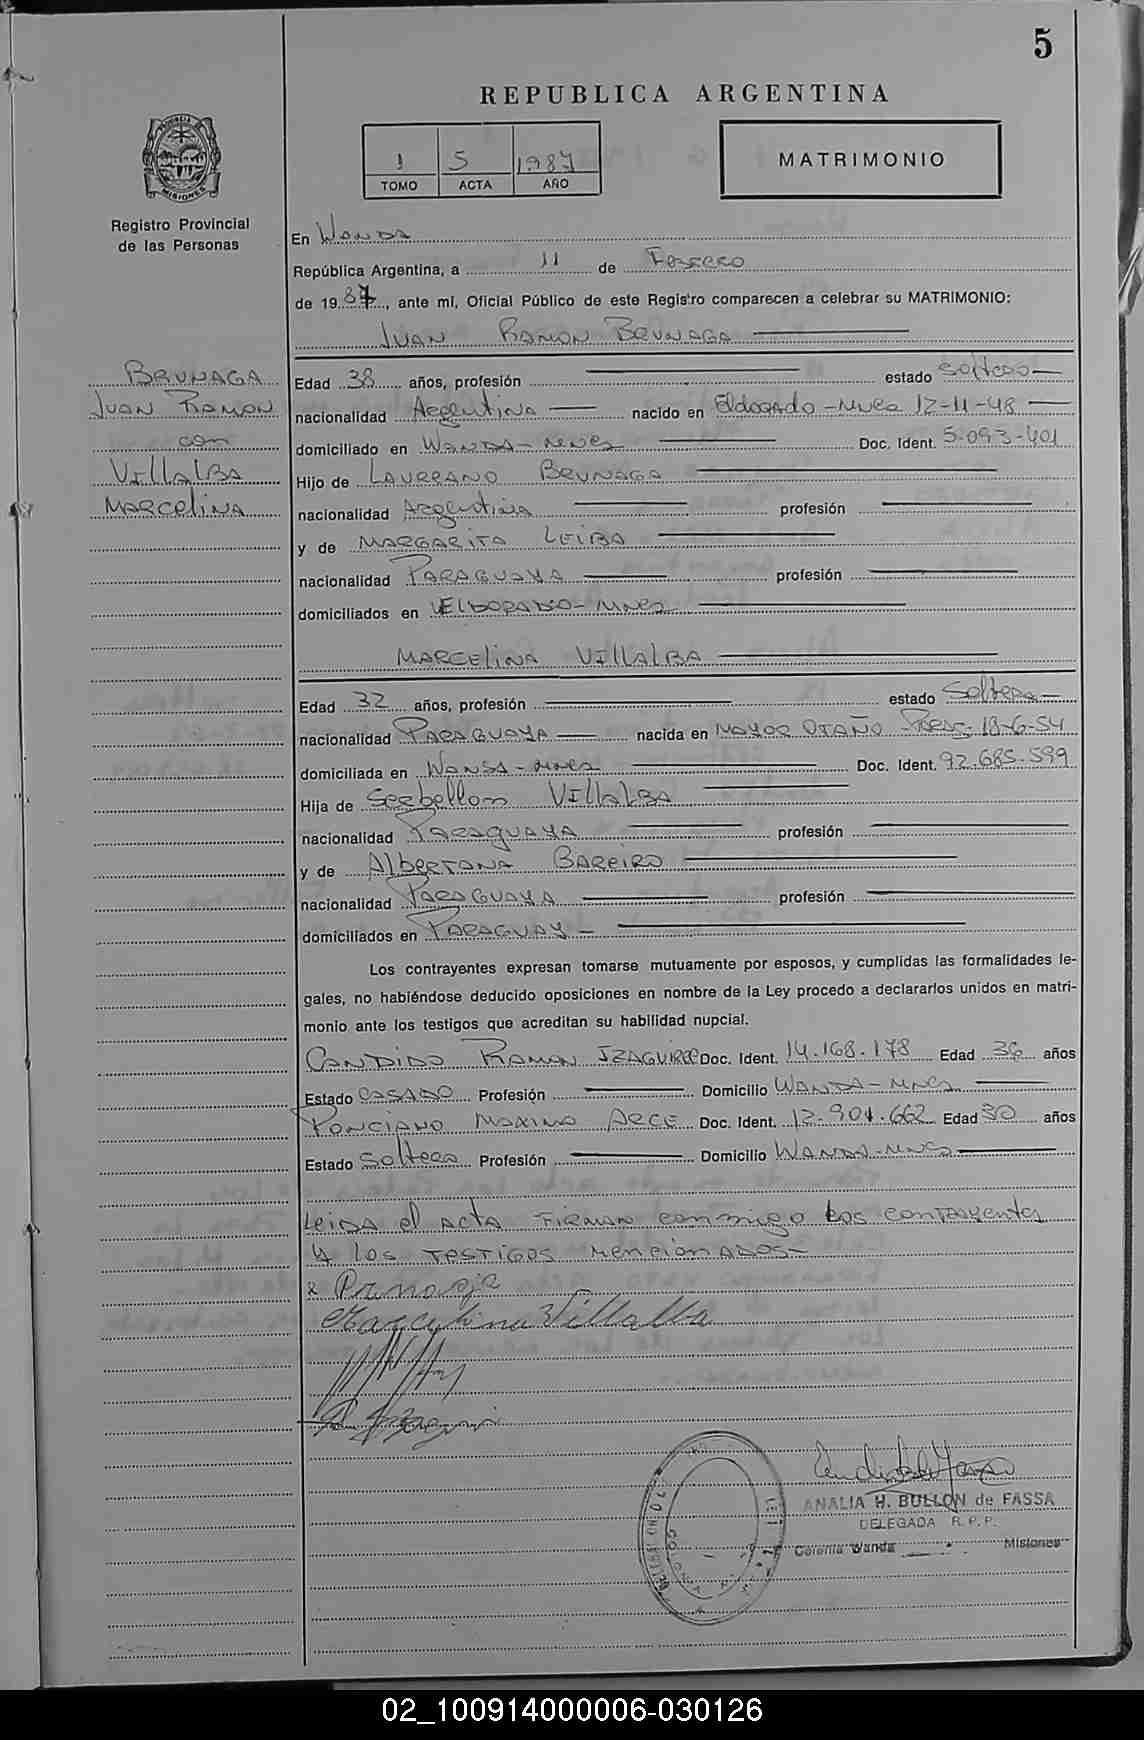 5
REPUBLICA ARGENTINA
PROVINCIA DE
MISIONES
1 5 1987
TOMO ACTA AÑO
MATRIMONIO
Registro Provincial
de las Personas
En WANDA
República Argentina, a 11 de FEBRERO
de 1987, ante mí, Oficial Público de este Registro comparecen a celebrar su MATRIMONIO:
JUAN RAMON BRUNAGA
BRUNAGA
JUAN RAMON
con
VillALBA
MARCELINA
Edad 38 años, profesión estado SolteRO
nacionalidad Argentina nacido en Eldorado - Mnes 12-11-48
domiciliado en WANDA - MNES Doc. Ident. 5-093-401
Hijo de LAUREANO BRUNAGA
nacionalidad Argentina profesión
y de MARGARITA LEIBA
nacionalidad PARAGUAYA profesión
domiciliados en ELDORADO - MNES
MARCELINA VILLALBA
Edad 32 años, profesión estado Soltera
nacionalidad PARAGUAYA nacida en MAYOR OTAÑO - PARAG. 18-6-54
domiciliada en WANDA - MNES Doc. Ident. 92.685.599
Hija de Serbellon VILLALBA
nacionalidad PARAGUAYA profesión
y de AlbERTANA BAREIRO
nacionalidad PARAGUAYA profesión
domiciliados en PARAGUAY -
Los contrayentes expresan tomarse mutuamente por esposos, y cumplidas las formalidades le-
gales, no habiéndose deducido oposiciones en nombre de la Ley procedo a declararlos unidos en matri-
monio ante los testigos que acreditan su habilidad nupcial.
CANDIDO RAMON IZAGUIRRE Doc. Ident. 14.168.178 Edad 36 años
Estado CASADO Profesión Domicilio WANDA - MNES
PONCIANO MAXIMO ARCE Doc. Ident. 12.901.662 Edad 30 años
Estado Soltero Profesión Domicilio WANDA - MNES
LeiDA el ACTA FIRMAN conmigo los contrayentes
Y los TESTIGOS MENCIONADOS -
Marcelina Villalba
ANALIA H. BULLON de FASSA
DELEGADA R. P. P.
Colonia Wanda Misiones
02_100914000006-030126